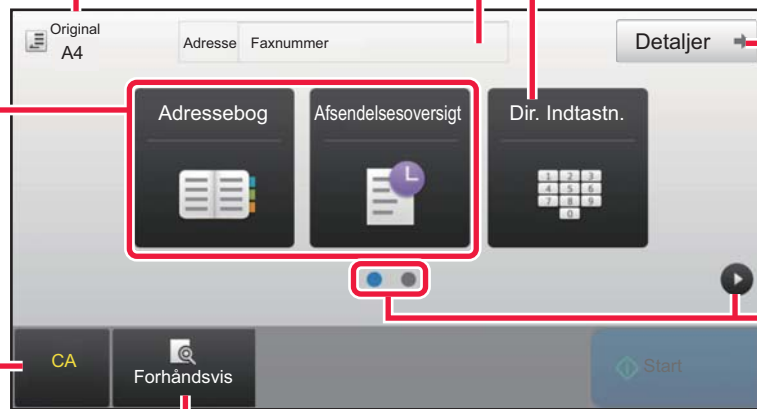 Original
A4
Adresse Faxnummer
Detaljer
Adressebog
Afsendelsesoversigt
Dir. Indtastn.
1 2 3
4 5 6
7 8 9
0
CA
Forhåndsvis
Start